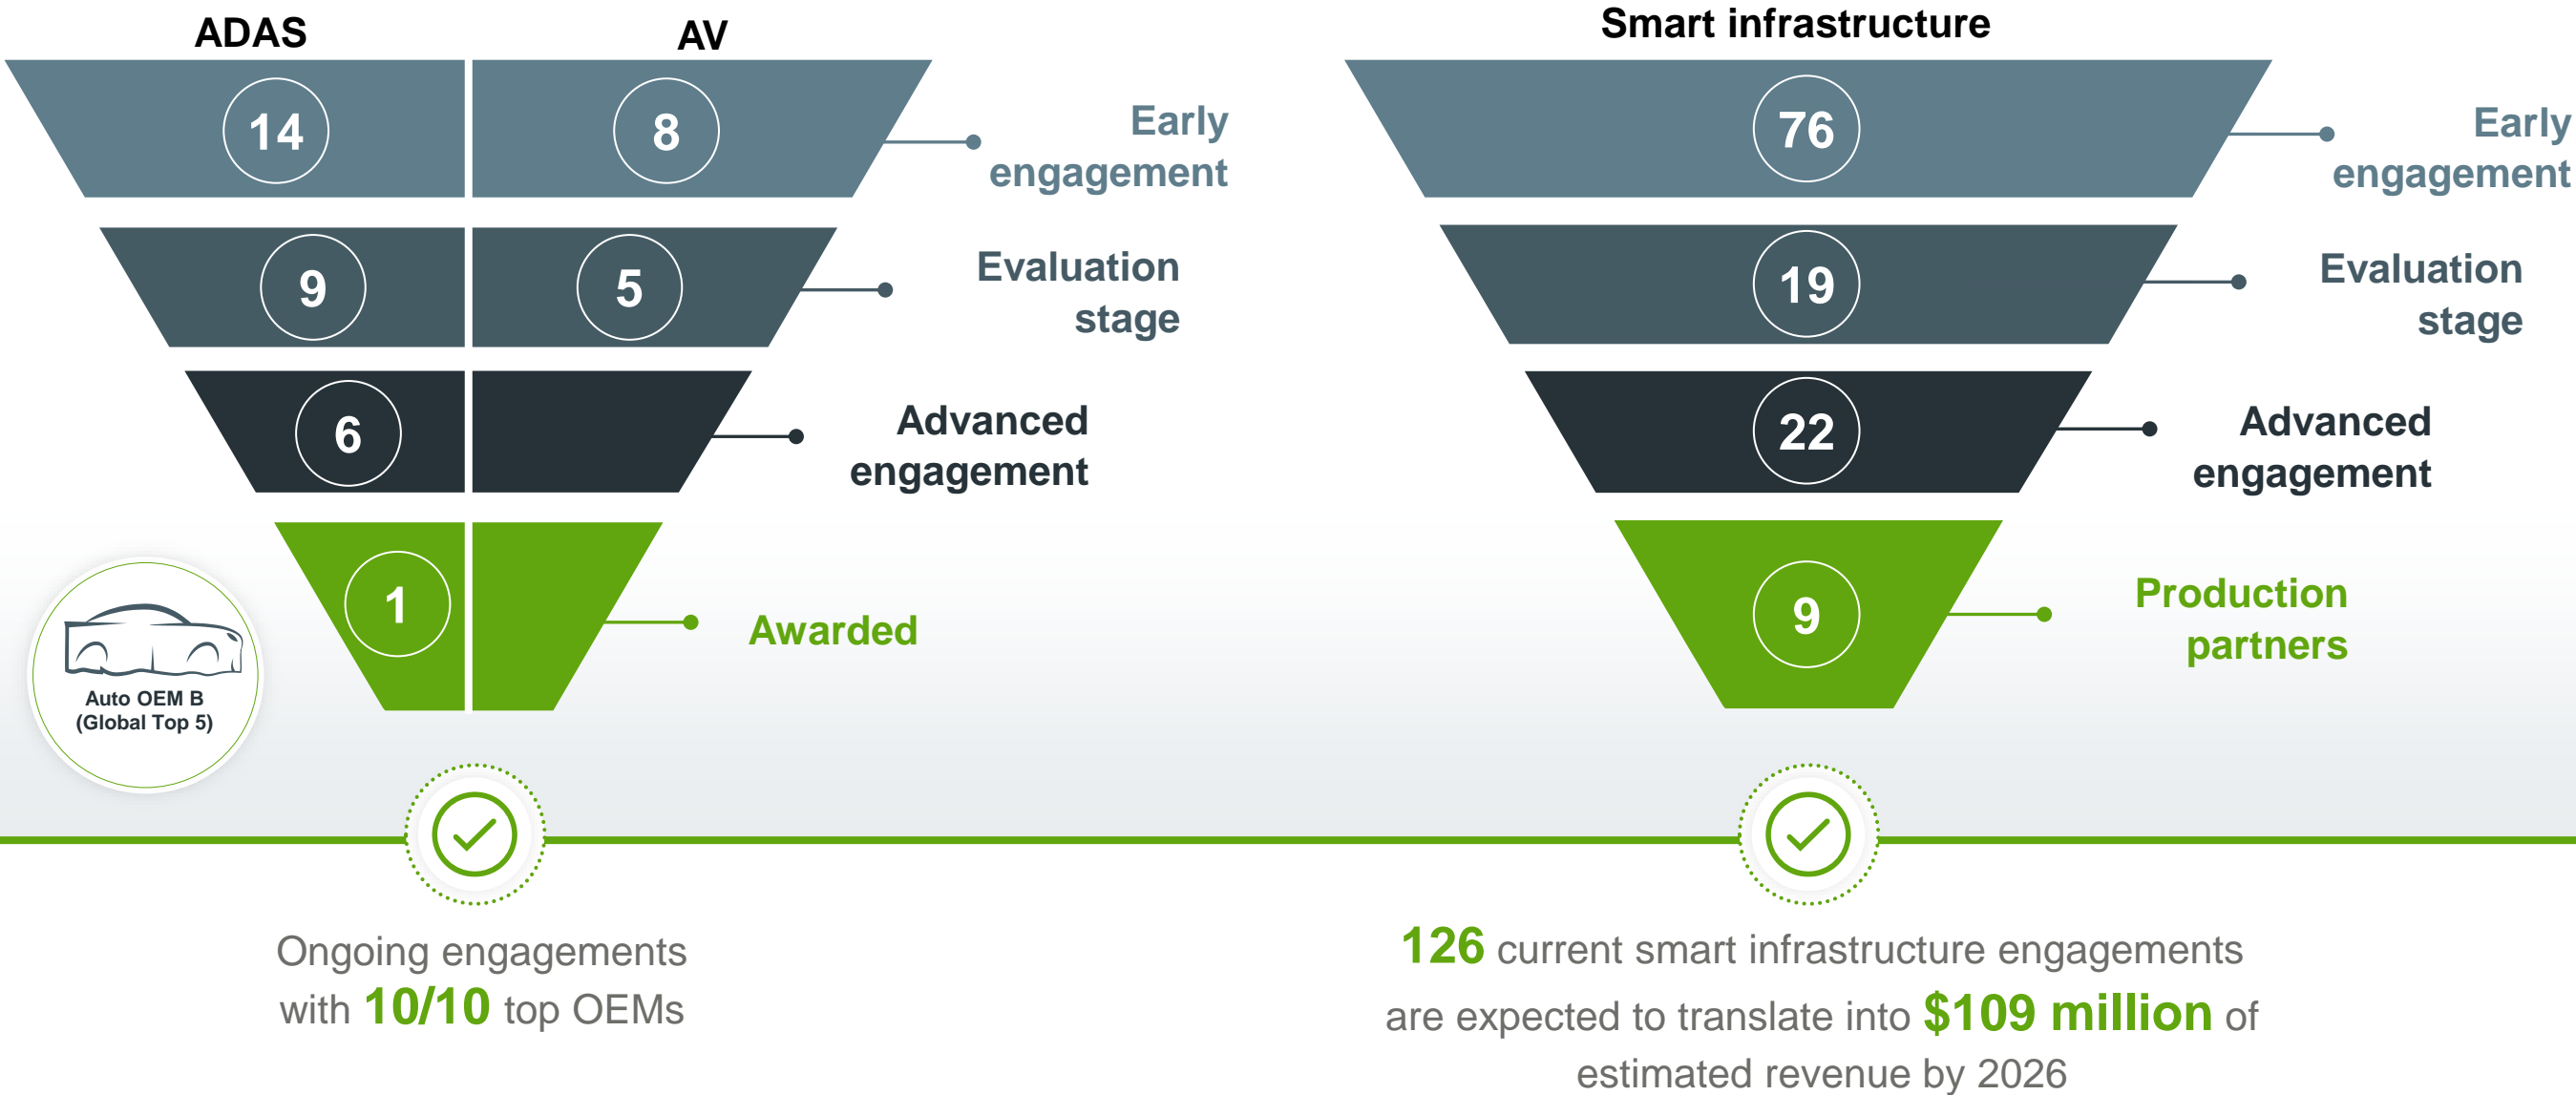 ADAS
AV
14
8
Early
engagement
9
5
Evaluation
stage
6
Advanced
engagement
1
Awarded
Auto OEM B
(Global Top 5)
Ongoing engagements
with 10/10 top OEMs
Smart infrastructure
76
Early
engagement
19
Evaluation
stage
22
Advanced
engagement
9
Production
partners
126 current smart infrastructure engagements
are expected to translate into $109 million of
estimated revenue by 2026